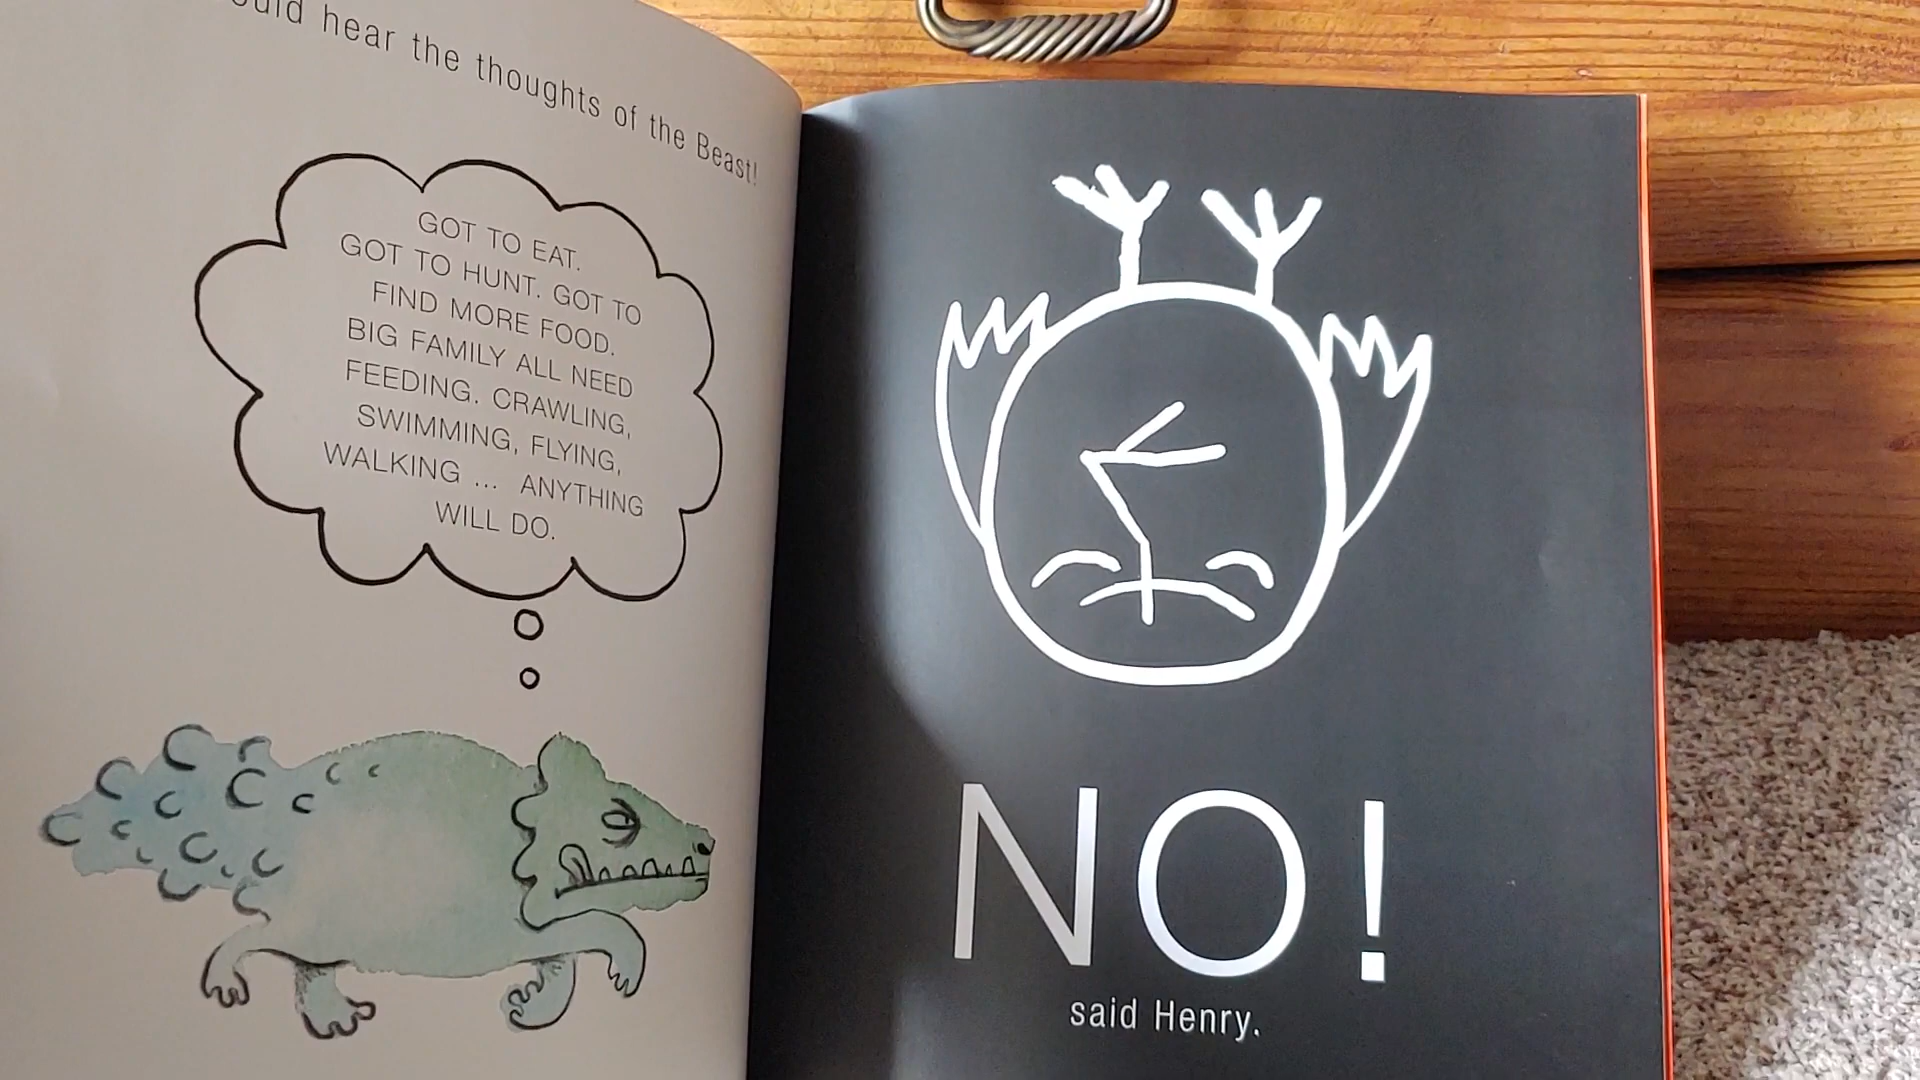 hear the thoughts of the Beast!
GOT TO EAT.
GOT TO HUNT. GOT TO
FIND MORE FOOD.
BIG FAMILY ALL NEED
FEEDING. CRAWLING,
SWIMMING, FLYING,
WALKING ... ANYTHING
WILL DO.
NO!
said Henry.